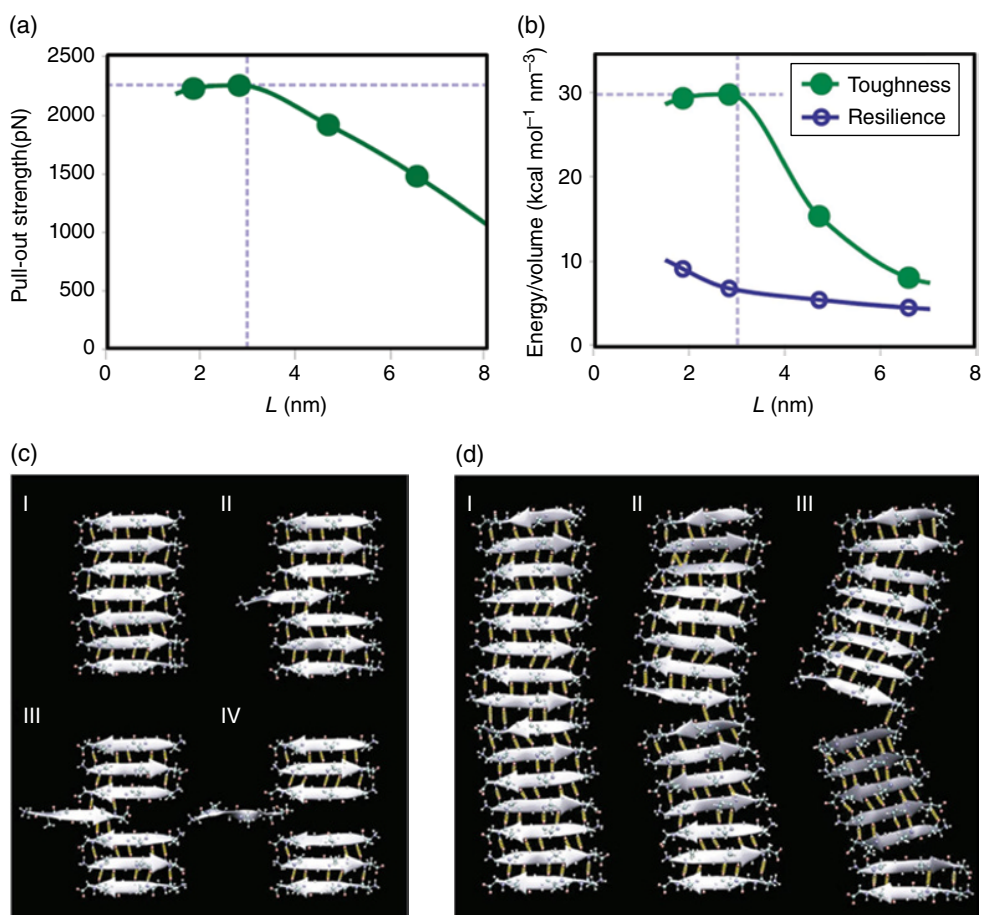 (a)
2500
2000
1500
1000
500
0
Pull-out strength(pN)
0 2 4 6 8
L (nm)
(b)
30
20
10
0
Energy/volume (kcal mol⁻¹ nm⁻³)
Toughness
Resilience
0 2 4 6 8
L (nm)
(c)
I II
III IV
(d)
I II III